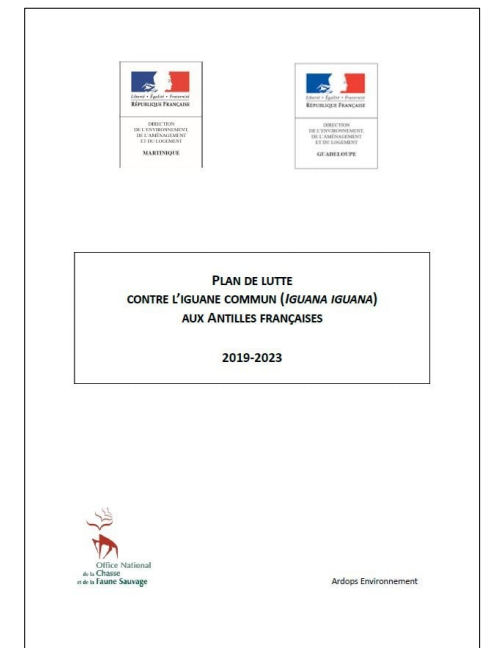 Liberté • Égalité • Fraternité
RÉPUBLIQUE FRANÇAISE
DIRECTION
DE L'ENVIRONNEMENT
DE L'AMÉNAGEMENT
ET DU LOGEMENT
MARTINIQUE
Liberté • Égalité • Fraternité
RÉPUBLIQUE FRANÇAISE
DIRECTION
DE L'ENVIRONNEMENT,
DE L'AMÉNAGEMENT
ET DU LOGEMENT
GUADELOUPE
PLAN DE LUTTE
CONTRE L'IGUANE COMMUN (IGUANA IGUANA)
AUX ANTILLES FRANÇAISES
2019-2023
Office National
de la Chasse
et de la Faune Sauvage
Ardops Environnement